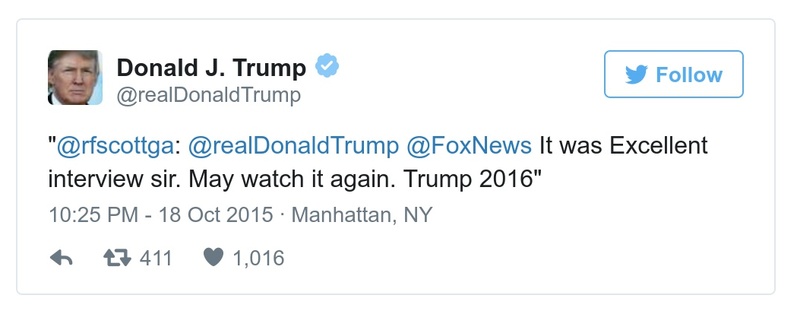 Donald J. Trump
@realDonaldTrump
Follow
"@rfscottga: @realDonaldTrump @FoxNews It was Excellent
interview sir. May watch it again. Trump 2016"
10:25 PM - 18 Oct 2015 · Manhattan, NY
411 1,016